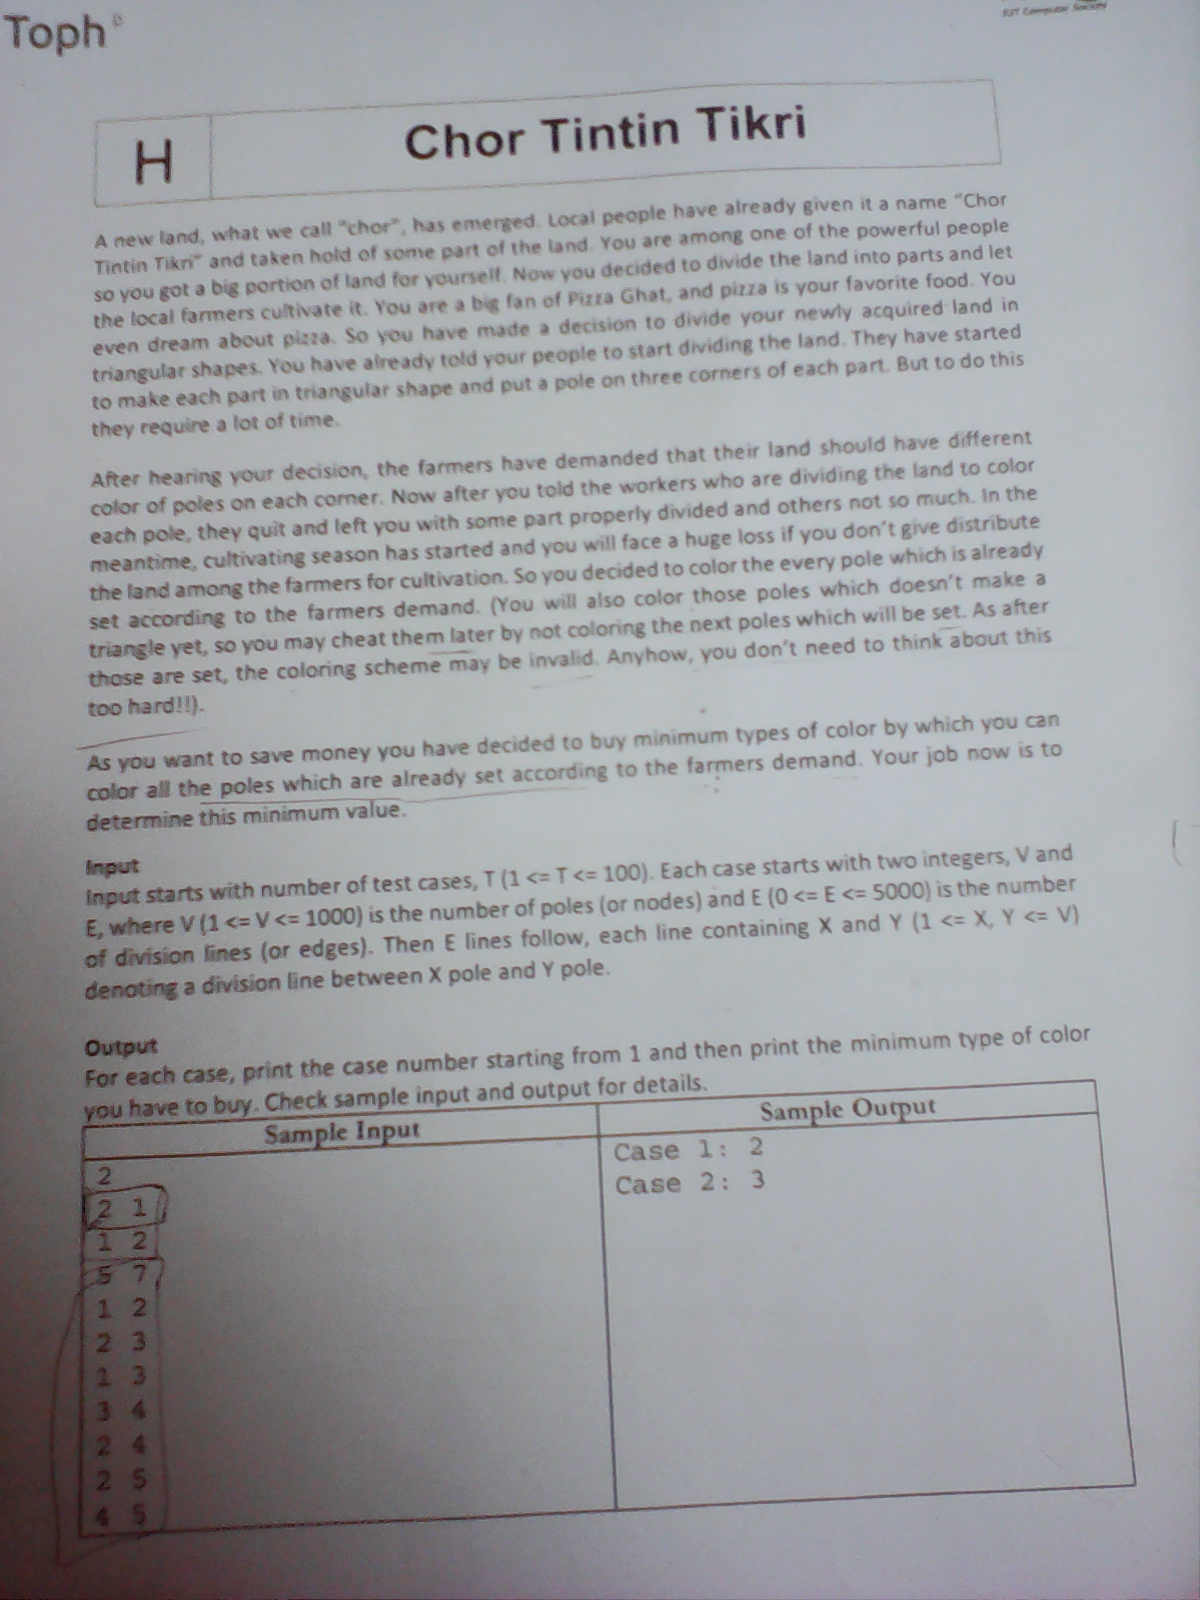 Toph
H
Chor Tintin Tikri
A new land, what we call "chor", has emerged. Local people have already given it a name "Chor
Tintin Tikri" and taken hold of some part of the land. You are among one of the powerful people
so you got a big portion of land for yourself. Now you decided to divide the land into parts and let
the local farmers cultivate it. You are a big fan of Pizza Ghat, and pizza is your favorite food. You
even dream about pizza. So you have made a decision to divide your newly acquired land in
triangular shapes. You have already told your people to start dividing the land. They have started
to make each part in triangular shape and put a pole on three corners of each part. But to do this
they require a lot of time.
After hearing your decision, the farmers have demanded that their land should have different
color of poles on each corner. Now after you told the workers who are dividing the land to color
each pole, they quit and left you with some part properly divided and others not so much. In the
meantime, cultivating season has started and you will face a huge loss if you don't give distribute
the land among the farmers for cultivation. So you decided to color the every pole which is already
set according to the farmers demand. (You will also color those poles which doesn't make a
triangle yet, so you may cheat them later by not coloring the next poles which will be set. As after
those are set, the coloring scheme may be invalid. Anyhow, you don't need to think about this
too hard!!).
As you want to save money you have decided to buy minimum types of color by which you can
color all the poles which are already set according to the farmers demand. Your job now is to
determine this minimum value.
Input
Input starts with number of test cases, T (1 <= T <= 100). Each case starts with two integers, V and
E, where V (1 <= V <= 1000) is the number of poles (or nodes) and E (0 <= E <= 5000) is the number
of division lines (or edges). Then E lines follow, each line containing X and Y (1 <= X, Y <= V)
denoting a division line between X pole and Y pole.
Output
For each case, print the case number starting from 1 and then print the minimum type of color
you have to buy. Check sample input and output for details.
Sample Input
Sample Output
2
2 1
1 2
5 7
1 2
2 3
1 3
3 4
2 4
2 5
4 5
Case 1: 2
Case 2: 3